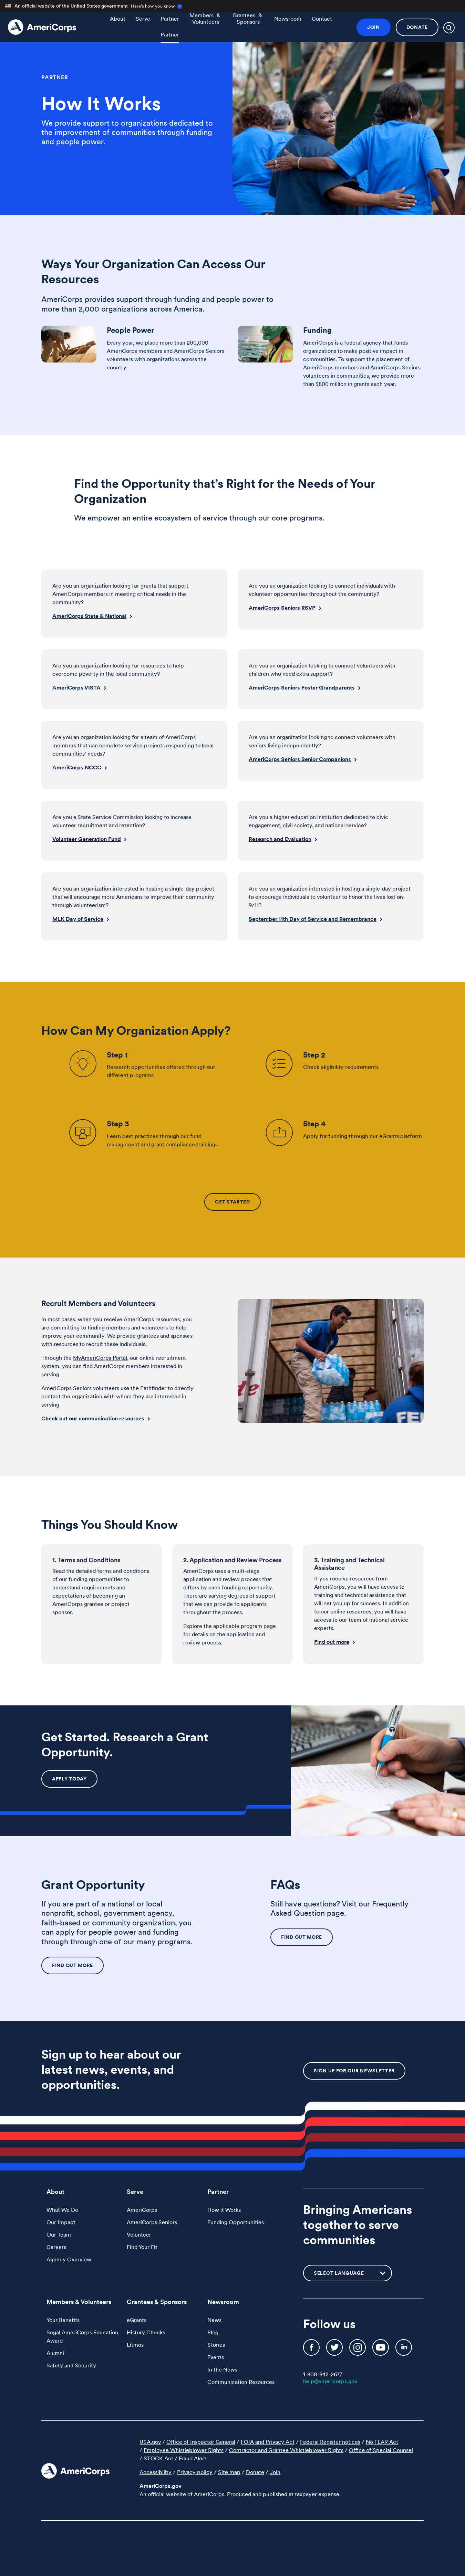 An official website of the United States government Here's how you know
AmeriCorps
About
Serve
Partner
Members & Volunteers
Grantees & Sponsors
Newsroom
Contact
JOIN
DONATE
Partner
PARTNER
How It Works
We provide support to organizations dedicated to
the improvement of communities through funding
and people power.
Ways Your Organization Can Access Our
Resources
AmeriCorps provides support through funding and people power to
more than 2,000 organizations across America.
People Power
Every year, we place more than 200,000
AmeriCorps members and AmeriCorps Seniors
volunteers with organizations across the
country.
Funding
AmeriCorps is a federal agency that funds
organizations to make positive impact in
communities. To support the placement of
AmeriCorps members and AmeriCorps Seniors
volunteers in communities, we provide more
than $800 million in grants each year.
Find the Opportunity that's Right for the Needs of Your
Organization
We empower an entire ecosystem of service through our core programs.
Are you an organization looking for grants that support
AmeriCorps members in meeting critical needs in the
community?
AmeriCorps State & National
Are you an organization looking to connect individuals with
volunteer opportunities throughout the community?
AmeriCorps Seniors RSVP
Are you an organization looking for resources to help
overcome poverty in the local community?
AmeriCorps VISTA
Are you an organization looking to connect volunteers with
children who need extra support?
AmeriCorps Seniors Foster Grandparents
Are you an organization looking for a team of AmeriCorps
members that can complete service projects responding to local
communities' needs?
AmeriCorps NCCC
Are you an organization looking to connect volunteers with
seniors living independently?
AmeriCorps Seniors Senior Companions
Are you a State Service Commission looking to increase
volunteer recruitment and retention?
Volunteer Generation Fund
Are you a higher education institution dedicated to civic
engagement, civil society, and national service?
Research and Evaluation
Are you an organization interested in hosting a single-day project
that will encourage more Americans to improve their community
through volunteerism?
MLK Day of Service
Are you an organization interested in hosting a single-day project
to encourage individuals to volunteer to honor the lives lost on
9/11?
September 11th Day of Service and Remembrance
How Can My Organization Apply?
Step 1
Research opportunities offered through our
different programs
Step 2
Check eligibility requirements
Step 3
Learn best practices through our fund
management and grant compliance trainings
Step 4
Apply for funding through our eGrants platform
GET STARTED
Recruit Members and Volunteers
In most cases, when you receive AmeriCorps resources, you
are committing to finding members and volunteers to help
improve your community. We provide grantees and sponsors
with resources to recruit these individuals.
Through the MyAmeriCorps Portal, our online recruitment
system, you can find AmeriCorps members interested in
serving.
AmeriCorps Seniors volunteers use the Pathfinder to directly
contact the organization with whom they are interested in
serving.
Check out our communication resources
Things You Should Know
1. Terms and Conditions
Read the detailed terms and conditions
of our funding opportunities to
understand requirements and
expectations of becoming an
AmeriCorps grantee or project
sponsor.
2. Application and Review Process
AmeriCorps uses a multi-stage
application and review process that
differs by each funding opportunity.
There are varying degrees of support
that we can provide to applicants
throughout the process.
Explore the applicable program page
for details on the application and
review process.
3. Training and Technical
Assistance
If you receive resources from
AmeriCorps, you will have access to
training and technical assistance that
will set you up for success. In addition
to our online resources, you will have
access to our team of national service
experts.
Find out more
Get Started. Research a Grant
Opportunity.
APPLY TODAY
Grant Opportunity
If you are part of a national or local
nonprofit, school, government agency,
faith-based or community organization, you
can apply for people power and funding
through through one of our many programs.
FIND OUT MORE
FAQs
Still have questions? Visit our Frequently
Asked Question page.
FIND OUT MORE
Sign up to hear about our
latest news, events, and
opportunities.
SIGN UP FOR OUR NEWSLETTER
About
What We Do
Our Impact
Our Team
Careers
Agency Overview
Serve
AmeriCorps
AmeriCorps Seniors
Volunteer
Find Your Fit
Partner
How it Works
Funding Opportunities
Bringing Americans
together to serve
communities
SELECT LANGUAGE
Members & Volunteers
Your Benefits
Segal AmeriCorps Education
Award
Alumni
Safety and Security
Grantees & Sponsors
eGrants
History Checks
Litmos
Newsroom
News
Blog
Stories
Events
In the News
Communication Resources
Follow us
1-800-942-2677
help@americorps.gov
AmeriCorps
USA.gov / Office of Inspector General / FOIA and Privacy Act / Federal Register notices / No FEAR Act
/ Employee Whistleblower Rights / Contractor and Grantee Whistleblower Rights / Office of Special Counsel
/ STOCK Act / Fraud Alert
Accessibility / Privacy policy / Site map / Donate / Join
AmeriCorps.gov
An official website of AmeriCorps. Produced and published at taxpayer expense.